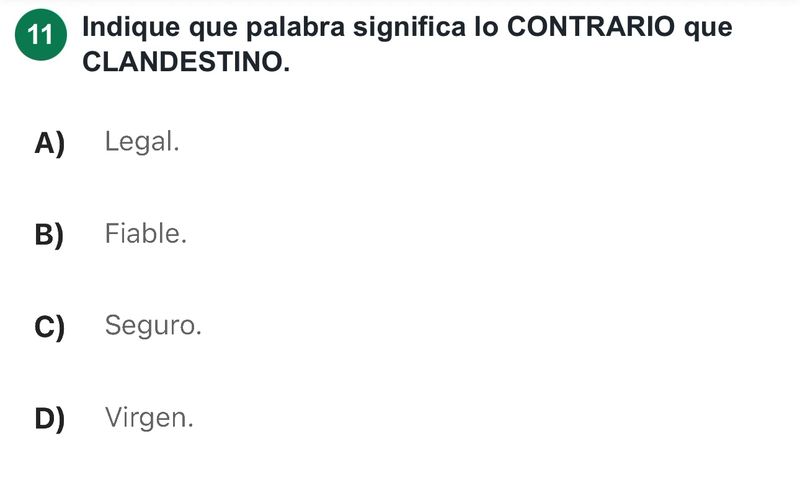 11 Indique que palabra significa lo CONTRARIO que
CLANDESTINO.
A) Legal.
B) Fiable.
C) Seguro.
D) Virgen.